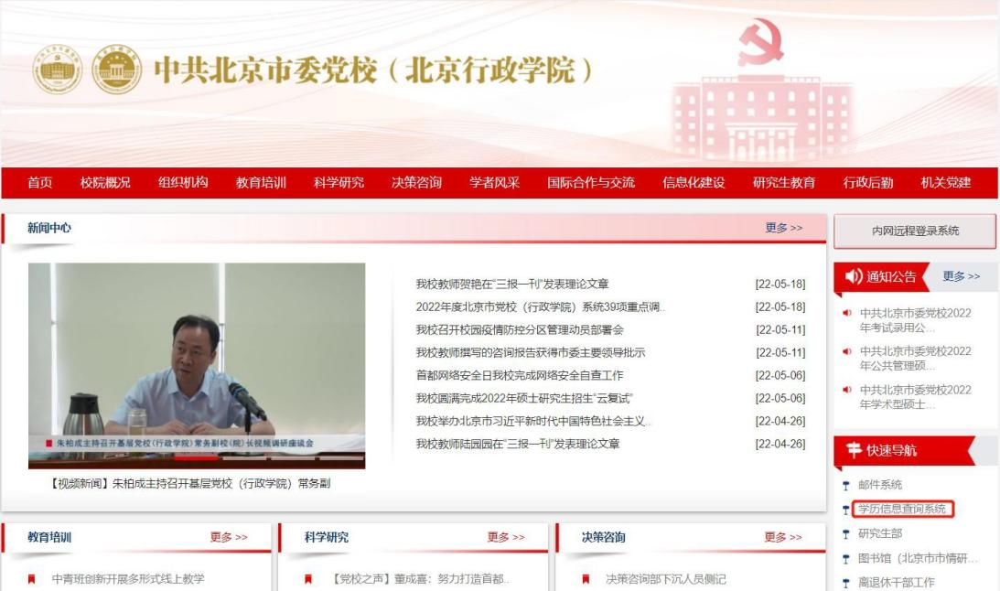 中共北京市委党校（北京行政学院）
首页 校院概况 组织机构 教育培训 科学研究 决策咨询 学者风采 国际合作与交流 信息化建设 研究生教育 行政后勤 机关党建
新闻中心 更多 >>
朱柏成主持召开基层党校(行政学院)常务副校(院)长视频调研座谈会
【视频新闻】朱柏成主持召开基层党校（行政学院）常务副
我校教师贺艳在“三报一刊”发表理论文章 [22-05-18]
2022年度北京市党校（行政学院）系统39项重点调.. [22-05-18]
我校召开校园疫情防控分区管理动员部署会 [22-05-11]
我校教师撰写的咨询报告获得市委主要领导批示 [22-05-11]
首都网络安全日我校完成网络安全自查工作 [22-05-06]
我校圆满完成2022年硕士研究生招生“云复试” [22-05-06]
我校举办北京市习近平新时代中国特色社会主义.. [22-04-26]
我校教师陆园园在“三报一刊”发表理论文章 [22-04-26]
内网远程登录系统
通知公告 更多 >>
中共北京市委党校2022
年考试录用公...
中共北京市委党校2022
年公共管理硕...
中共北京市委党校2022
年学术型硕士...
快速导航
邮件系统
学历信息查询系统
研究生部
图书馆（北京市市情研...
离退休干部工作
教育培训 更多 >>
中青班创新开展多形式线上教学
科学研究 更多 >>
【党校之声】董成喜：努力打造首都..
决策咨询 更多 >>
决策咨询部下沉人员侧记